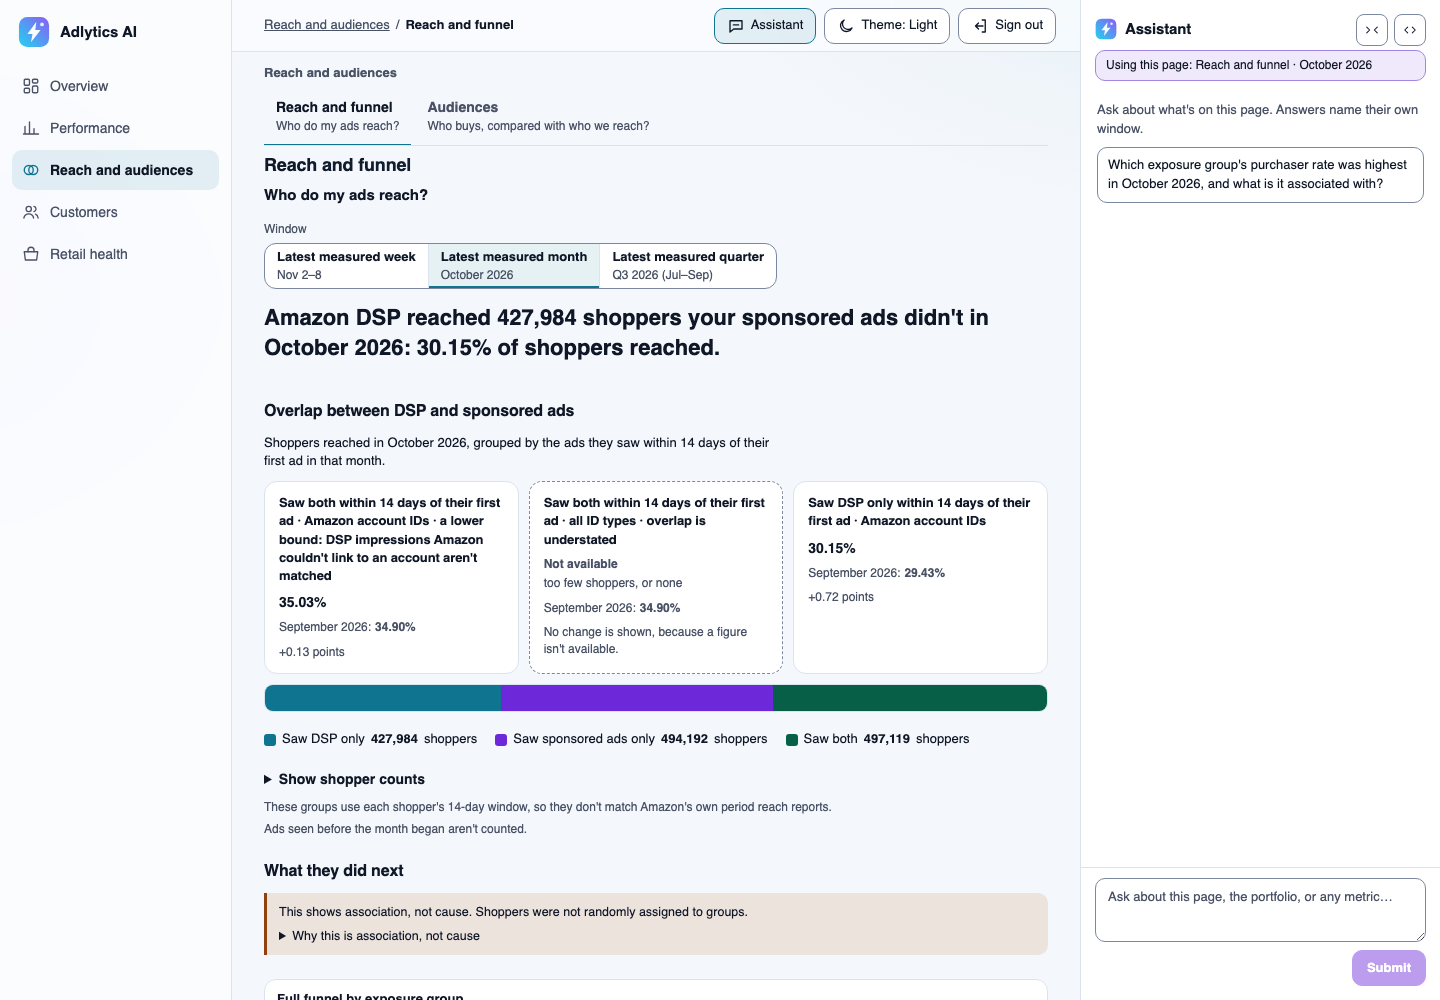 Adlytics AI
Overview
Performance
Reach and audiences
Customers
Retail health
Reach and audiences / Reach and funnel
Assistant
Theme: Light
Sign out
Reach and audiences
Reach and funnel
Who do my ads reach?
Audiences
Who buys, compared with who we reach?
Reach and funnel
Who do my ads reach?
Window
Latest measured week
Nov 2–8
Latest measured month
October 2026
Latest measured quarter
Q3 2026 (Jul–Sep)
Amazon DSP reached 427,984 shoppers your sponsored ads didn't in
October 2026: 30.15% of shoppers reached.
Overlap between DSP and sponsored ads
Shoppers reached in October 2026, grouped by the ads they saw within 14 days of their
first ad in that month.
Saw both within 14 days of their first
ad · Amazon account IDs · a lower
bound: DSP impressions Amazon
couldn't link to an account aren't
matched
35.03%
September 2026: 34.90%
+0.13 points
Saw both within 14 days of their first
ad · all ID types · overlap is
understated
Not available
too few shoppers, or none
September 2026: 34.90%
No change is shown, because a figure
isn't available.
Saw DSP only within 14 days of their
first ad · Amazon account IDs
30.15%
September 2026: 29.43%
+0.72 points
Saw DSP only 427,984 shoppers
Saw sponsored ads only 494,192 shoppers
Saw both 497,119 shoppers
Show shopper counts
These groups use each shopper's 14-day window, so they don't match Amazon's own period reach reports.
Ads seen before the month began aren't counted.
What they did next
This shows association, not cause. Shoppers were not randomly assigned to groups.
Why this is association, not cause
Full funnel by exposure group
Assistant
Using this page: Reach and funnel · October 2026
Ask about what's on this page. Answers name their own
window.
Which exposure group's purchaser rate was highest
in October 2026, and what is it associated with?
Ask about this page, the portfolio, or any metric…
Submit